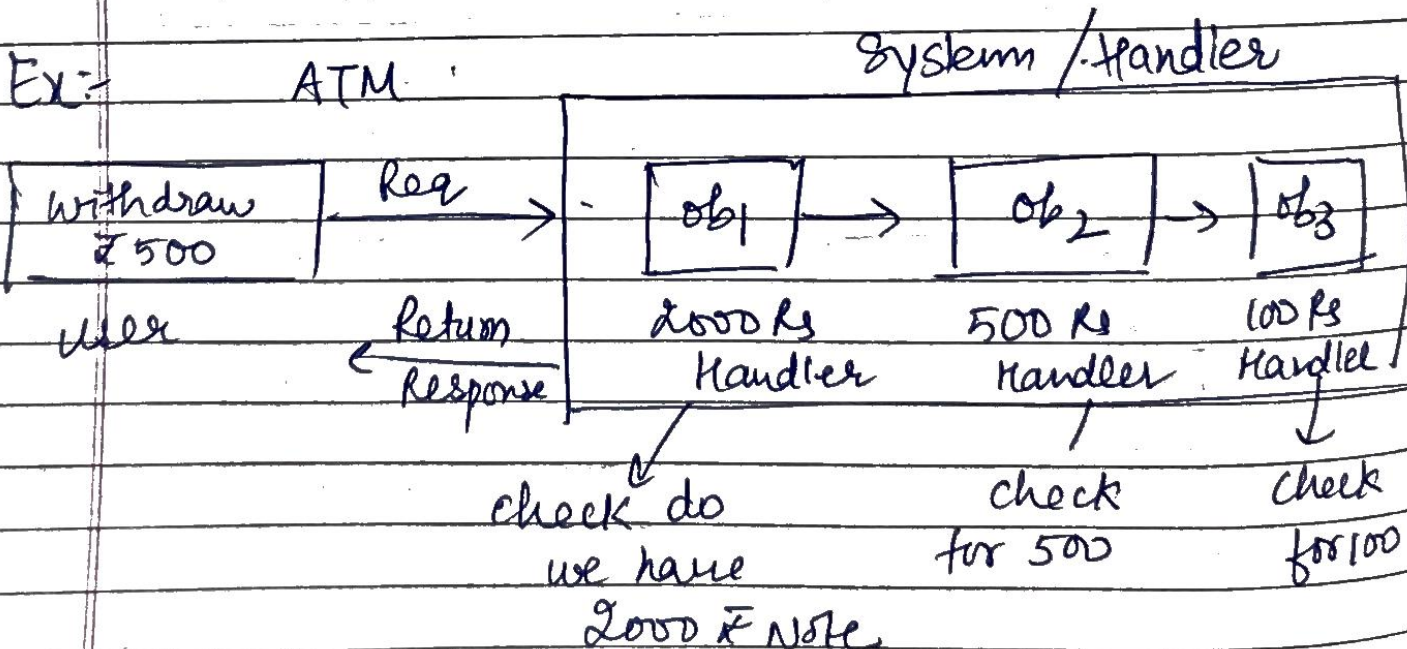 Ex:- ATM. System / Handler
withdraw Req ob1 ob2 ob3
₹ 500
user Return 2000 Rs 500 Rs 100 Rs
Response Handler Handler Handler
check do check check
we have for 500 for 100
2000 ₹ Note